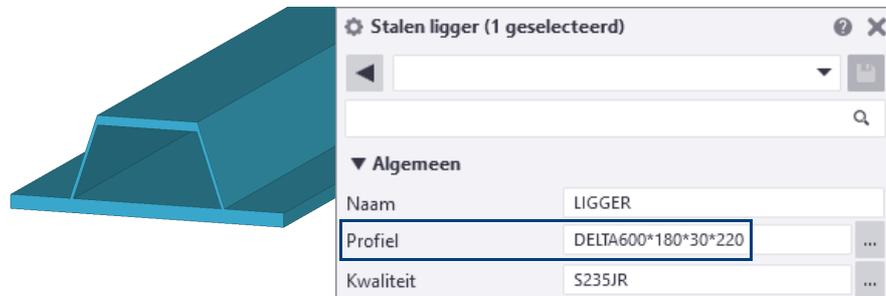 Stalen ligger (1 geselecteerd)
Algemeen
Naam LIGGER
Profiel DELTA600*180*30*220 ...
Kwaliteit S235JR ...